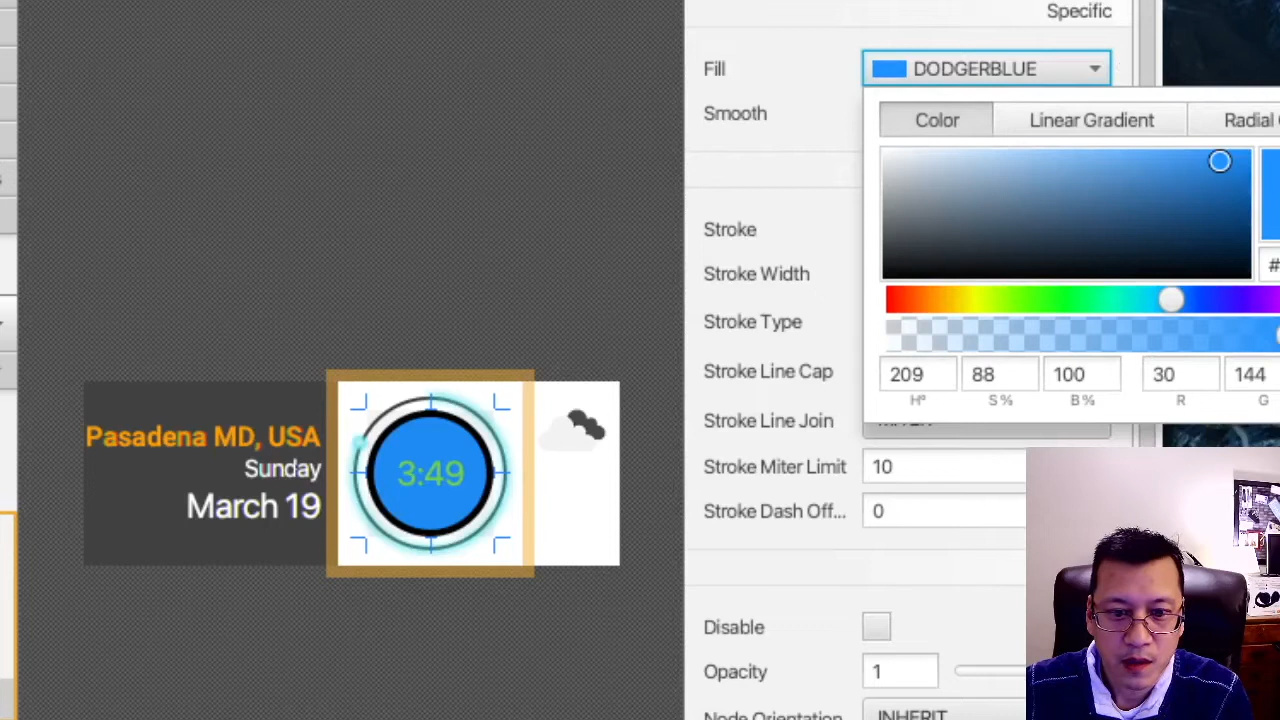 Specific
Fill
DODGERBLUE
Smooth
Color
Linear Gradient
Radial
Stroke
#
Stroke Width
Stroke Type
Stroke Line Cap
209
88
100
30
144
H°
S %
B %
R
G
Stroke Line Join
Pasadena MD, USA
Sunday
March 19
3:49
Stroke Miter Limit
10
Stroke Dash Off...
0
Disable
Opacity
1
Node Orientation
INHERIT